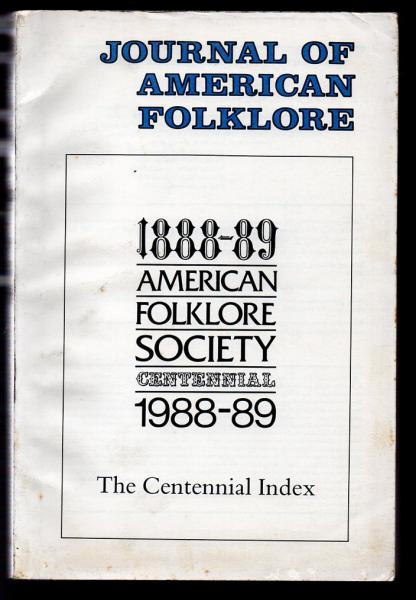 JOURNAL OF
AMERICAN
FOLKLORE
1888-89
AMERICAN
FOLKLORE
SOCIETY
CENTENNIAL
1988-89
The Centennial Index